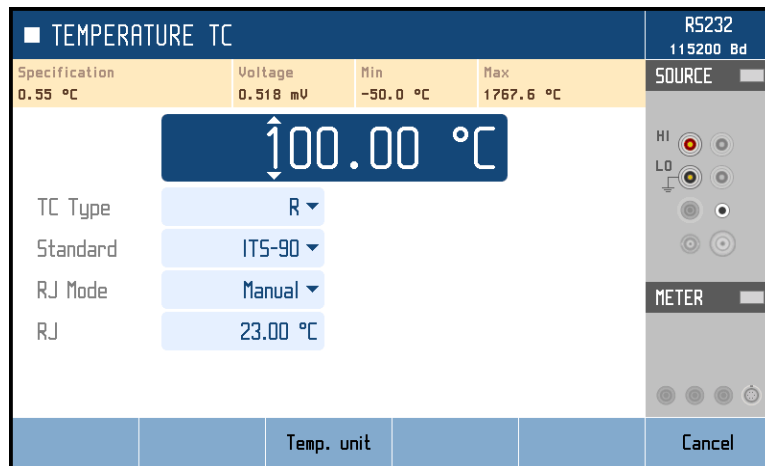 TEMPERATURE TC
RS232
115200 Bd
Specification Voltage Min Max
0.55 °C 0.518 mV -50.0 °C 1767.6 °C
SOURCE
100.00 °C
HI
LO
TC Type R
Standard ITS-90
RJ Mode Manual
RJ 23.00 °C
METER
Temp. unit Cancel